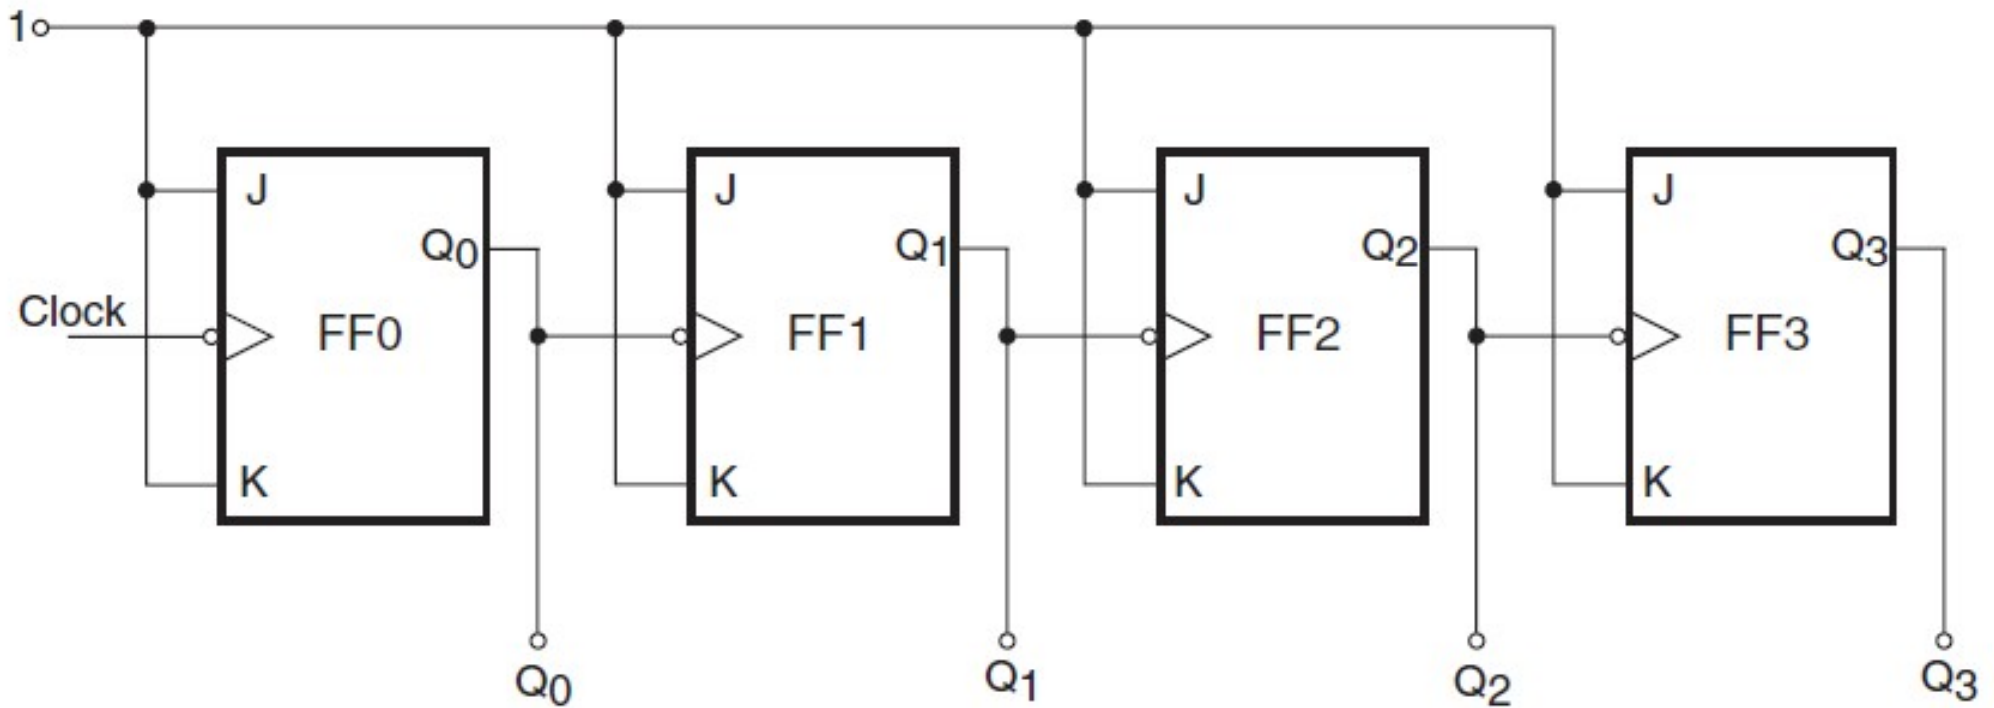 1
J J J J
Q0 Q1 Q2 Q3
Clock
FF0 FF1 FF2 FF3
K K K K
Q0 Q1 Q2 Q3